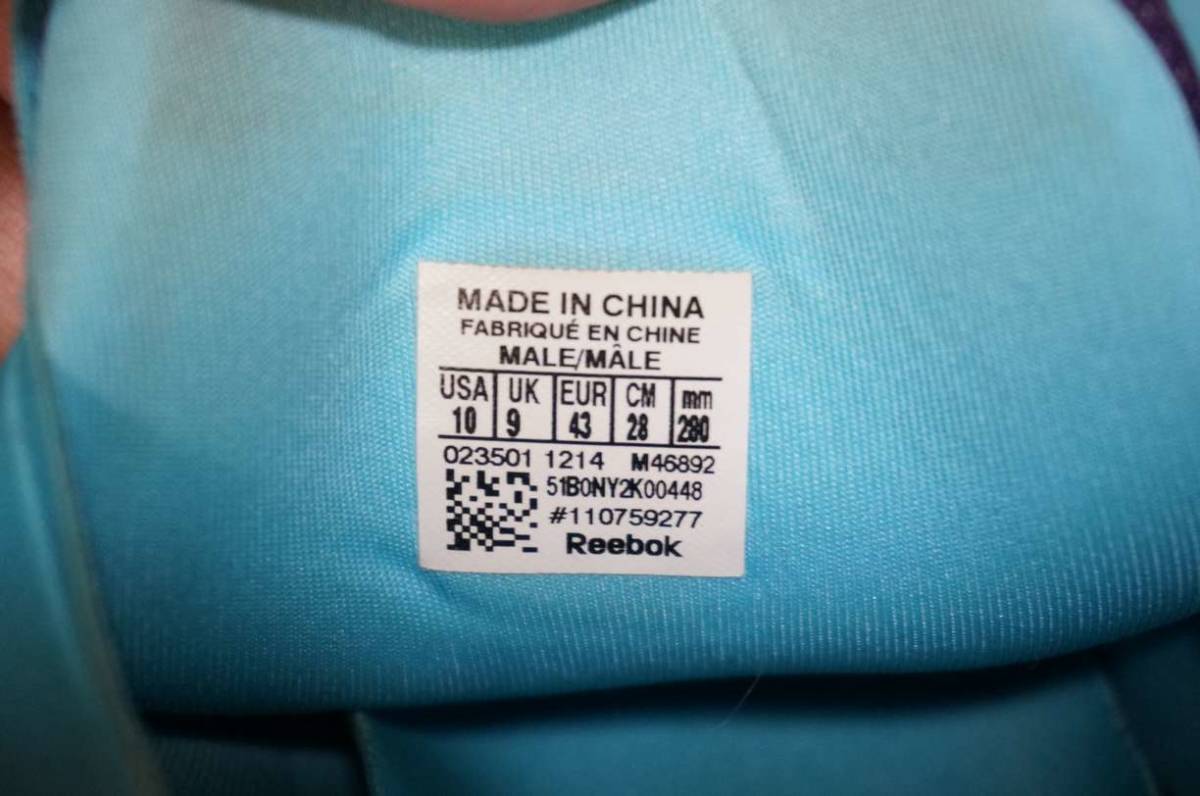 MADE IN CHINA
FABRIQUÉ EN CHINE
MALE/MÂLE
USA UK EUR CM mm
10 9 43 28 280
023501 1214 M46892
51B0NY2K00448
#110759277
Reebok